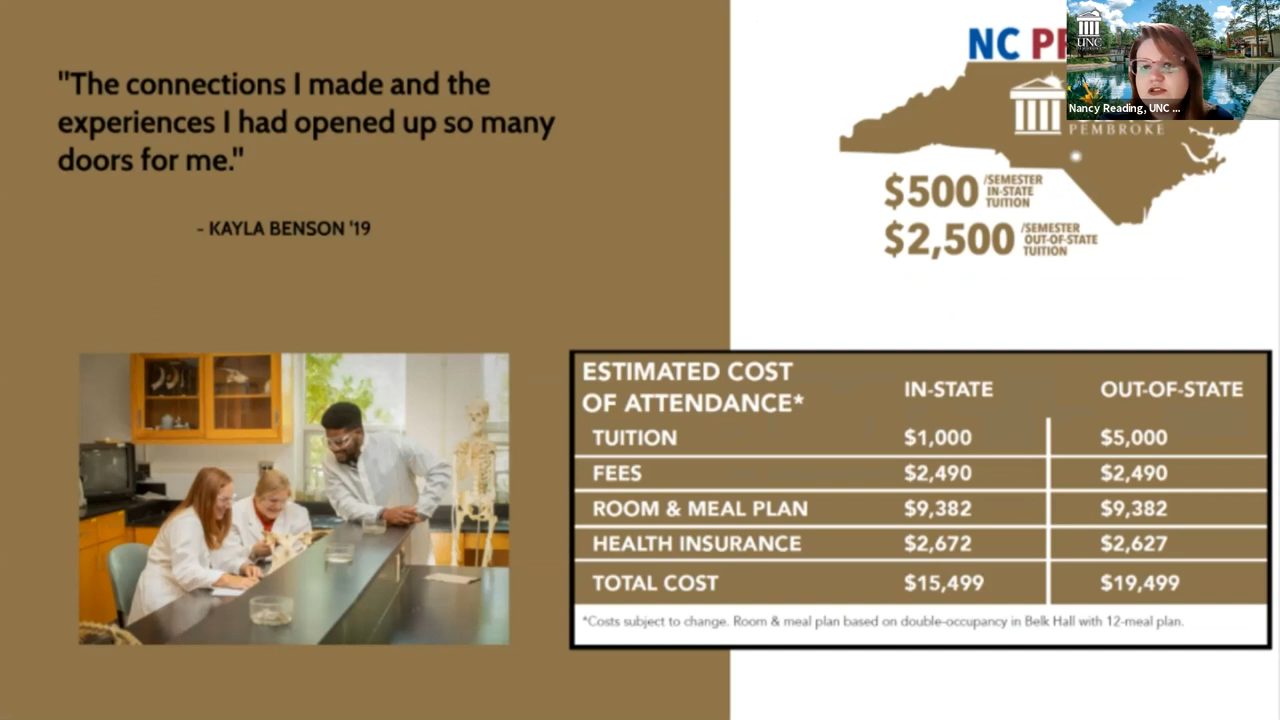 "The connections I made and the
experiences I had opened up so many
doors for me."
- KAYLA BENSON '19
NC
UNC
Nancy Reading, UNC ...
PEMBROKE
$500 /SEMESTER
IN-STATE
TUITION
$2,500 /SEMESTER
OUT-OF-STATE
TUITION
ESTIMATED COST
OF ATTENDANCE* IN-STATE OUT-OF-STATE
TUITION $1,000 $5,000
FEES $2,490 $2,490
ROOM & MEAL PLAN $9,382 $9,382
HEALTH INSURANCE $2,672 $2,627
TOTAL COST $15,499 $19,499
*Costs subject to change. Room & meal plan based on double-occupancy in Belk Hall with 12-meal plan.